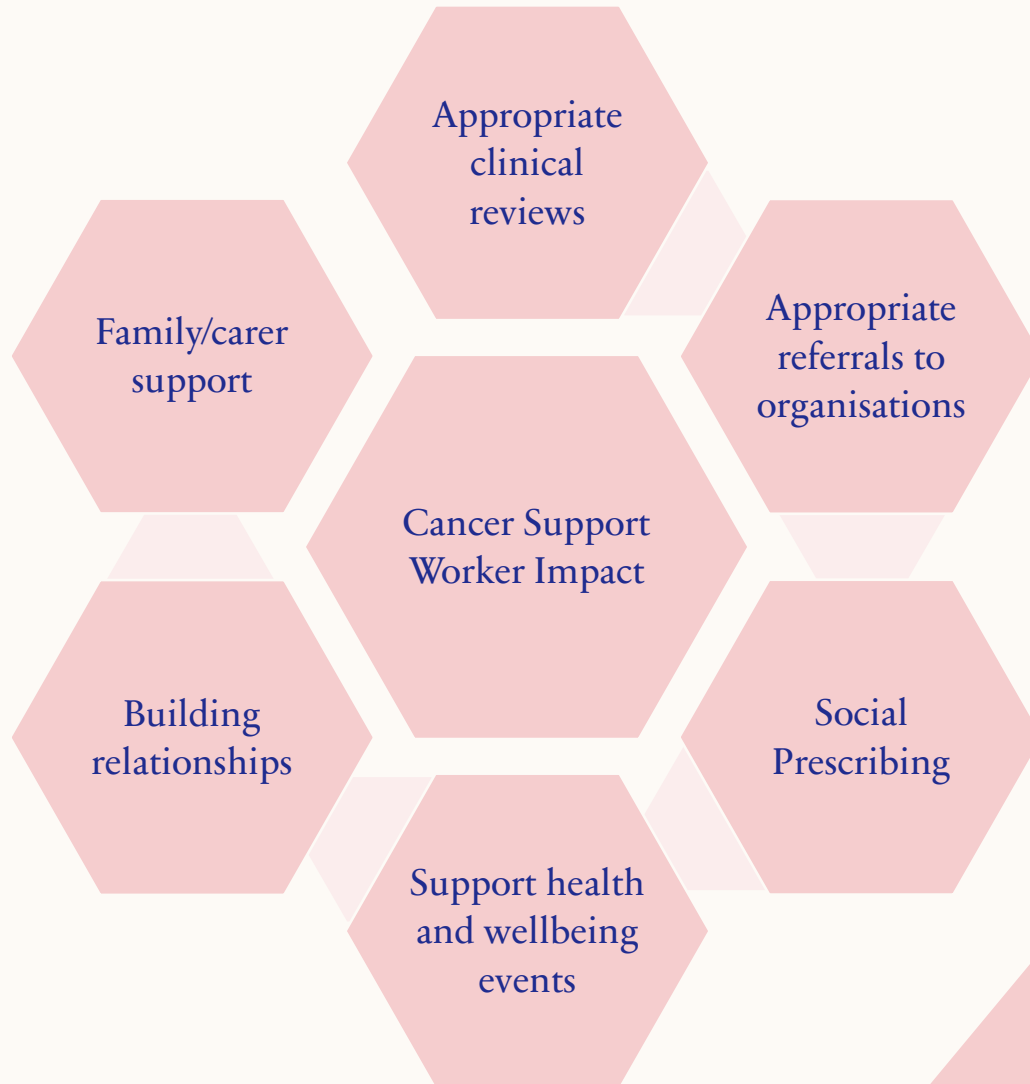 Appropriate
clinical
reviews
Appropriate
referrals to
organisations
Family/carer
support
Cancer Support
Worker Impact
Building
relationships
Social
Prescribing
Support health
and wellbeing
events